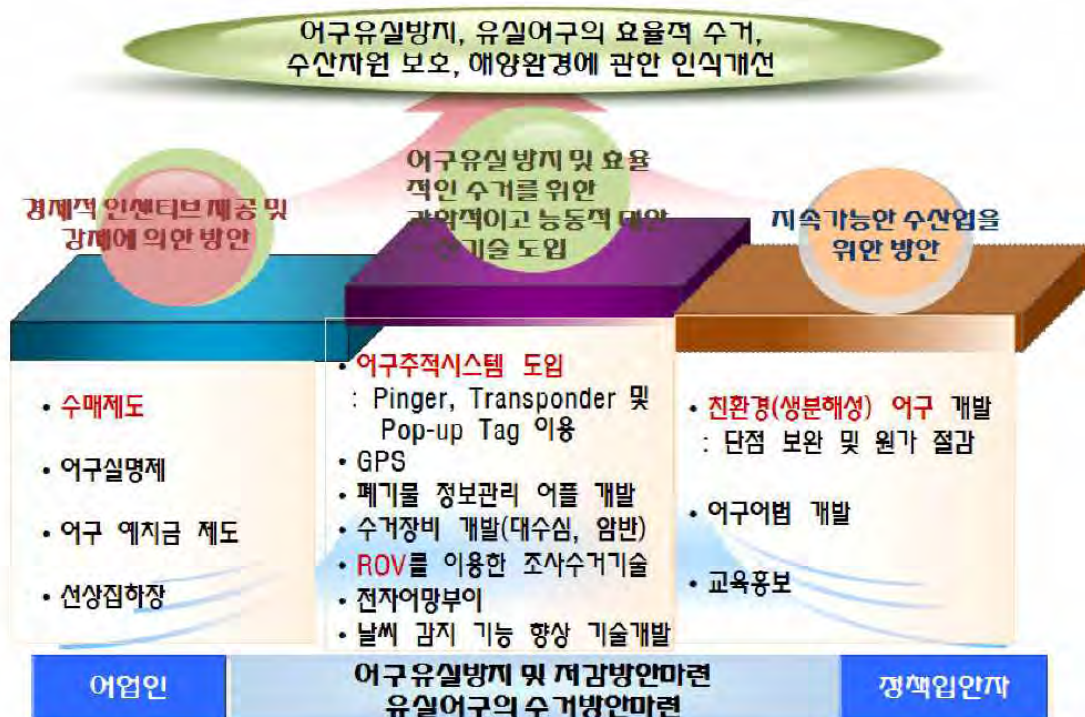 어구유실방지, 유실어구의 효율적 수거,
수산자원 보호, 해양환경에 관한 인식개선
경제적 인센티브 제공 및
강제에 의한 방안
어구유실 방지 및 효율
적인 수거를 위한
과학적이고 능동적 대안
기술 도입
지속가능한 수산업을
위한 방안
• 수매제도
• 어구실명제
• 어구 예치금 제도
• 선상집하장
• 어구추적시스템 도입
: Pinger, Transponder 및
Pop-up Tag 이용
• GPS
• 폐기물 정보관리 어플 개발
• 수거장비 개발(대수심, 암반)
• ROV를 이용한 조사수거기술
• 전자어망부이
• 날씨 감지 기능 향상 기술개발
• 친환경(생분해성) 어구 개발
: 단점 보완 및 원가 절감
• 어구어법 개발
• 교육홍보
어업인
어구유실방지 및 저감방안마련
유실어구의 수거방안마련
정책입안자